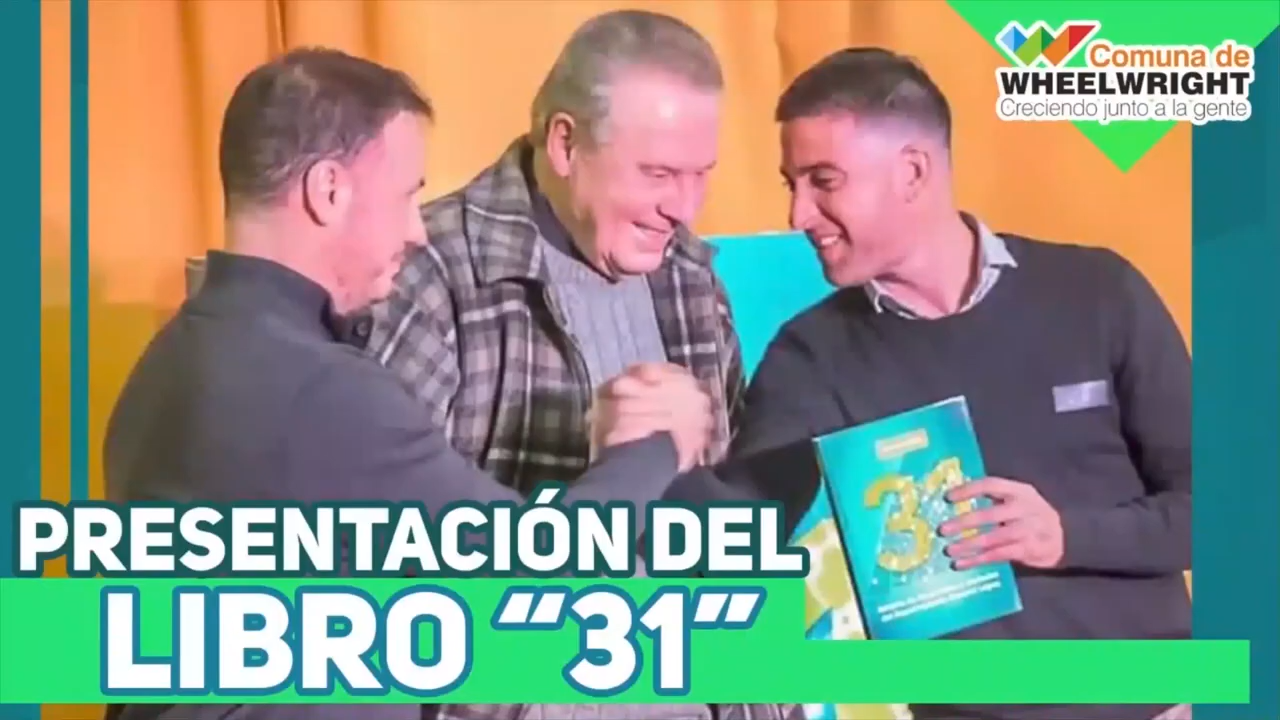 Comuna de
WHEELWRIGHT
Creciendo junto a la gente
31
PRESENTACIÓN DEL
LIBRO “31”